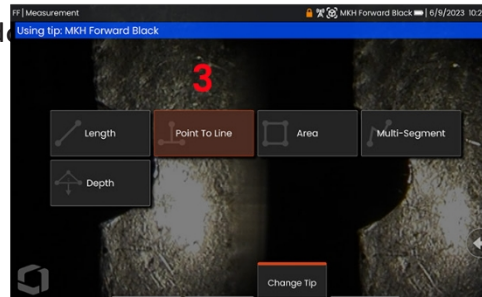 FF | Measurement MKH Forward Black | 6/9/2023 10:2
Using tip: MKH Forward Black
3
Length Point To Line Area Multi-Segment
Depth
Change Tip